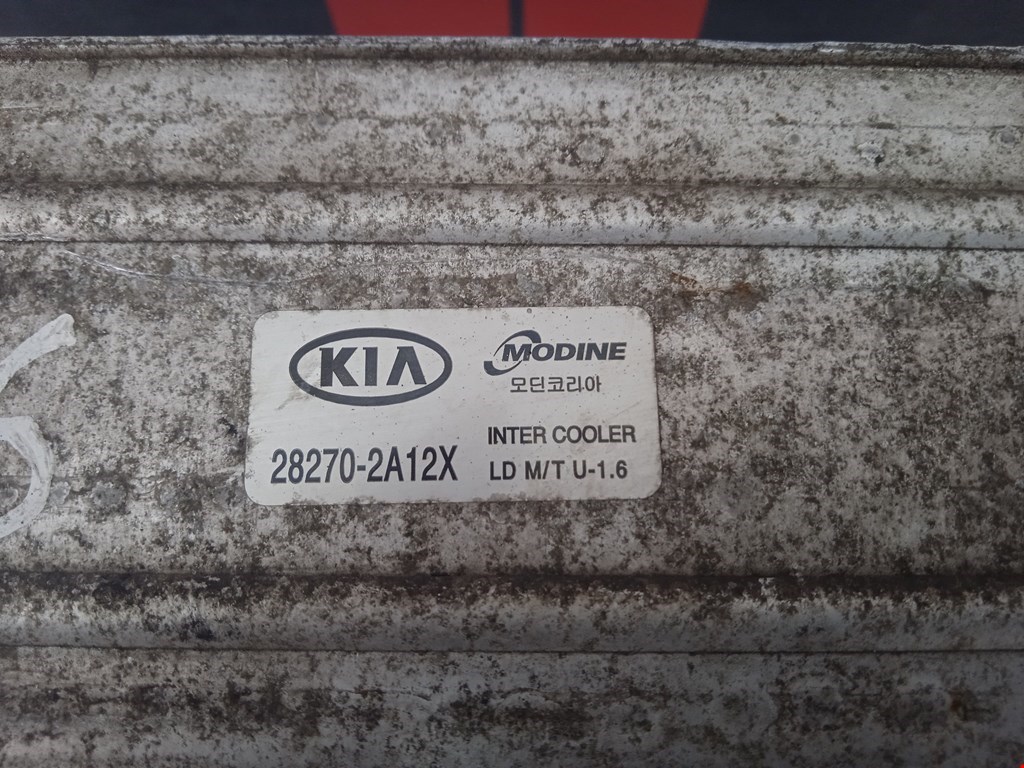 KIA
MODINE
모딘코리아
28270-2A12X
INTER COOLER
LD M/T U-1.6